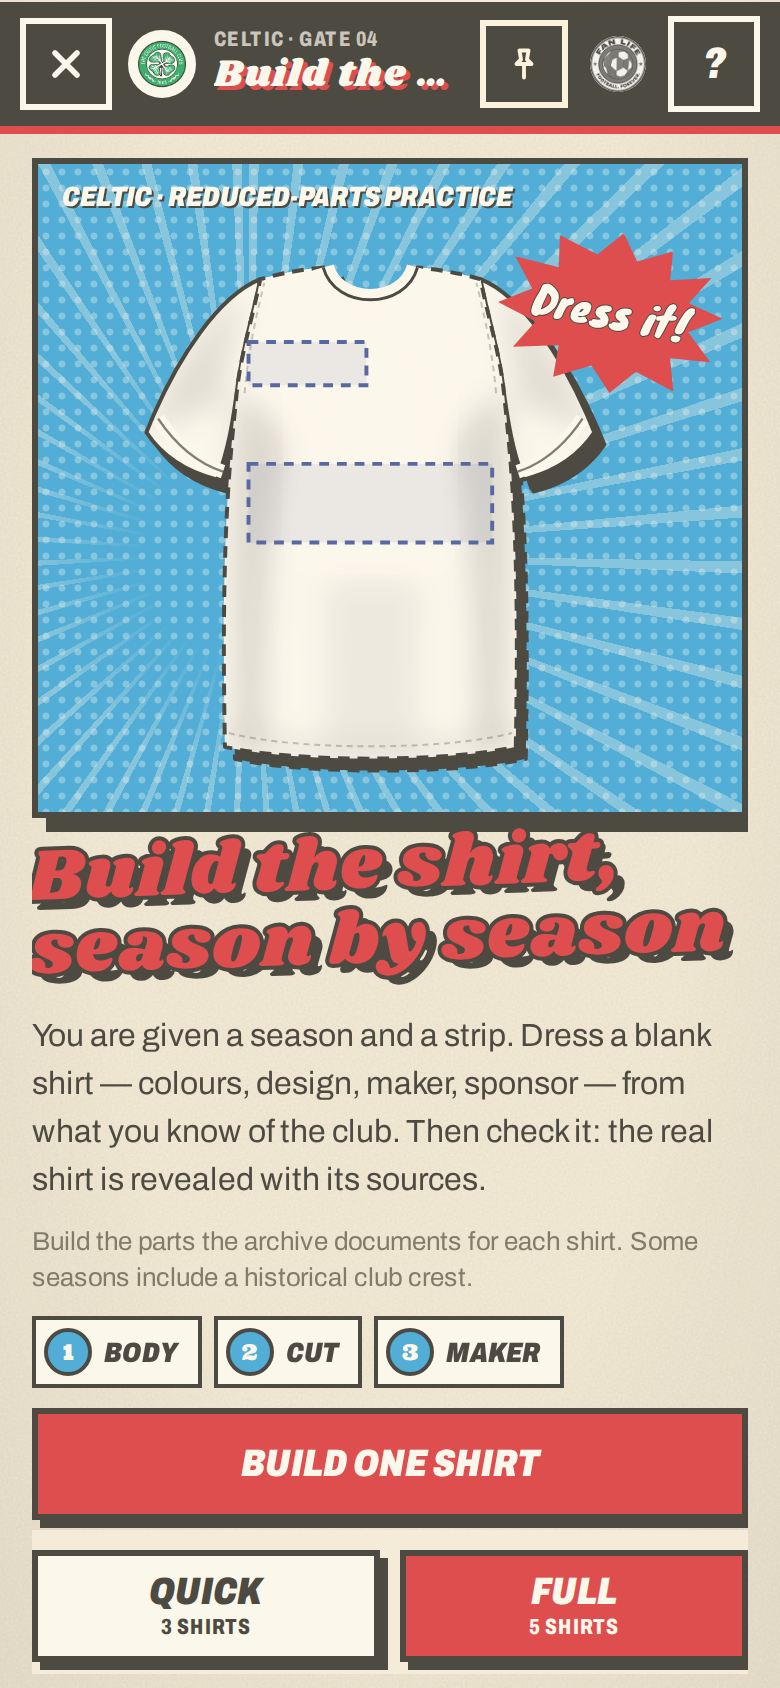 CELTIC · GATE 04
Build the ...
FAN LIFE
?
CELTIC · REDUCED-PARTS PRACTICE
Dress it!
Build the shirt,
season by season
You are given a season and a strip. Dress a blank
shirt — colours, design, maker, sponsor — from
what you know of the club. Then check it: the real
shirt is revealed with its sources.
Build the parts the archive documents for each shirt. Some
seasons include a historical club crest.
1 BODY
2 CUT
3 MAKER
BUILD ONE SHIRT
QUICK
3 SHIRTS
FULL
5 SHIRTS